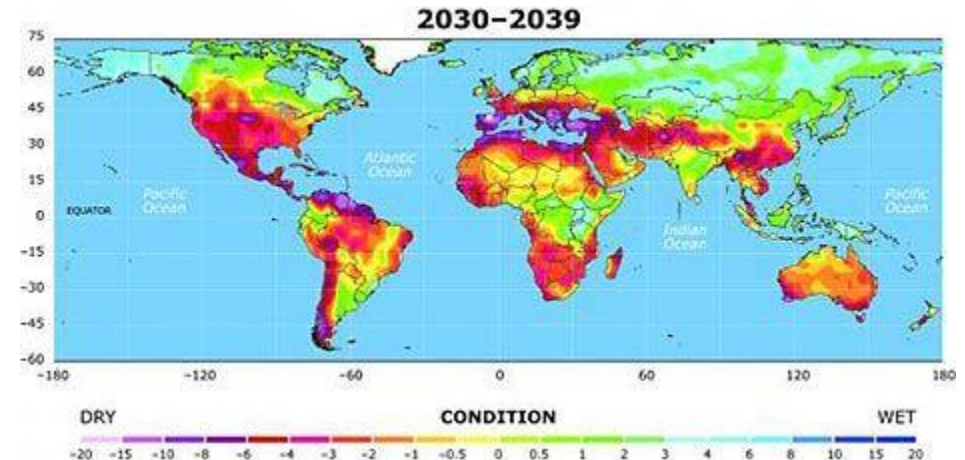 2030–2039
75
60
45
30
15
0
–15
–30
–45
–60
EQUATOR
Pacific
Ocean
Atlantic
Ocean
Indian
Ocean
Pacific
Ocean
–180 –120 –60 0 60 120 180
DRY CONDITION WET
–20 –15 –10 –8 –6 –4 –3 –2 –1 –0.5 0 0.5 1 2 3 4 6 8 10 15 20